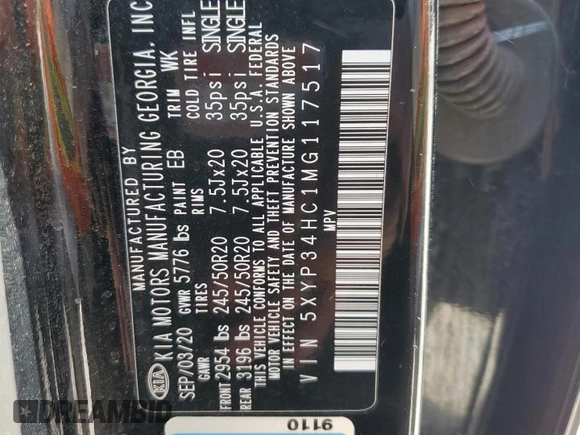 KIA
MANUFACTURED BY
KIA MOTORS MANUFACTURING GEORGIA, INC
SEP/03/20 GVWR 5776 lbs PAINT EB TRIM WK
GAWR TIRES RIMS COLD TIRE INFL
FRONT 2954 lbs 245/50R20 7.5Jx20 35psi SINGLE
REAR 3196 lbs 245/50R20 7.5Jx20 35psi SINGLE
THIS VEHICLE CONFORMS TO ALL APPLICABLE U.S.A. FEDERAL
MOTOR VEHICLE SAFETY AND THEFT PREVENTION STANDARDS
IN EFFECT ON THE DATE OF MANUFACTURE SHOWN ABOVE
VIN 5XYP34HC1MG117517
MPV
9110